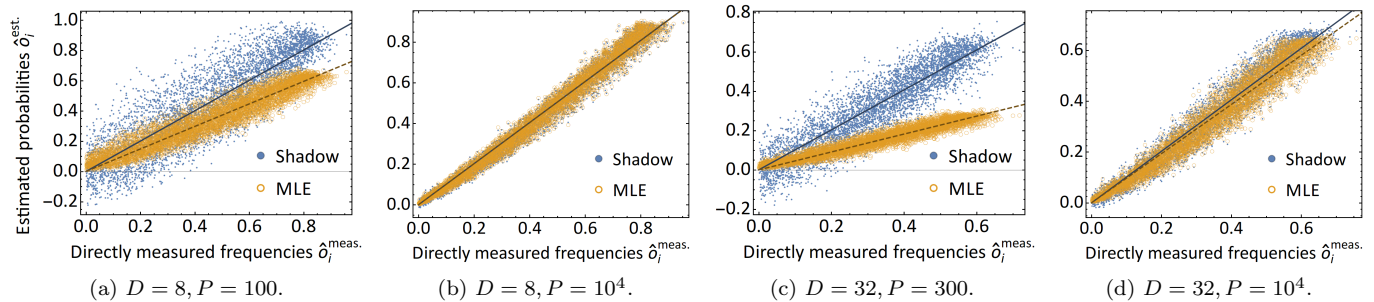 Estimated probabilities ô_i^est.
1.0
0.8
0.6
0.4
0.2
0.0
−0.2
0.0 0.2 0.4 0.6 0.8
Shadow
MLE
Directly measured frequencies ô_i^meas.
(a) D = 8, P = 100.
0.8
0.6
0.4
0.2
0.0
0.0 0.2 0.4 0.6 0.8
Shadow
MLE
Directly measured frequencies ô_i^meas.
(b) D = 8, P = 10^4.
0.8
0.6
0.4
0.2
0.0
−0.2
0.0 0.2 0.4 0.6
Shadow
MLE
Directly measured frequencies ô_i^meas.
(c) D = 32, P = 300.
0.6
0.4
0.2
0.0
0.0 0.2 0.4 0.6
Shadow
MLE
Directly measured frequencies ô_i^meas.
(d) D = 32, P = 10^4.